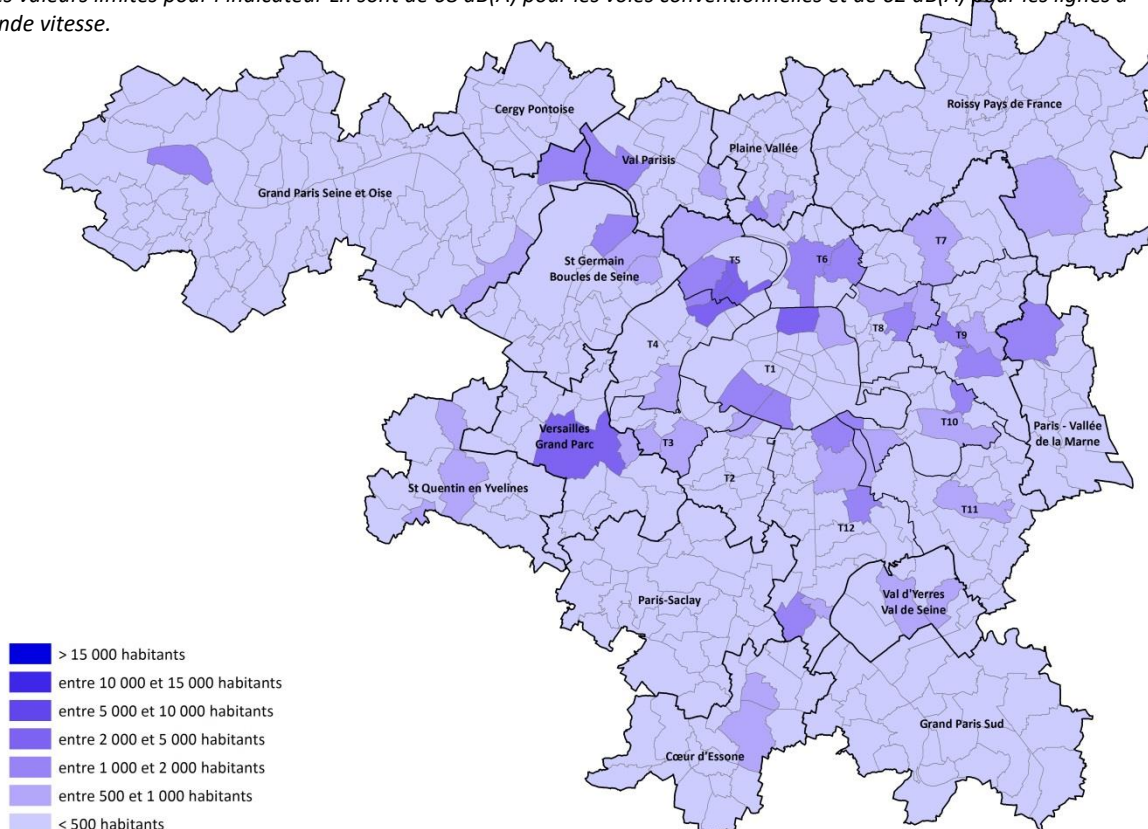 valeurs limites pour l'indicateur Ln sont de 65 dB(A) pour les voies conventionnelles et de 62 dB(A) pour les lignes à
nde vitesse.
Cergy Pontoise
Roissy Pays de France
Val Parisis
Plaine Vallée
Grand Paris Seine et Oise
T7
St Germain
Boucles de Seine
T5
T6
T8
T9
T4
T1
Versailles
Grand Parc
T3
T10
Paris - Vallée
de la Marne
St Quentin en Yvelines
T2
T11
T12
Paris-Saclay
Val d'Yerres
Val de Seine
Grand Paris Sud
Cœur d'Essone
> 15 000 habitants
entre 10 000 et 15 000 habitants
entre 5 000 et 10 000 habitants
entre 2 000 et 5 000 habitants
entre 1 000 et 2 000 habitants
entre 500 et 1 000 habitants
< 500 habitants